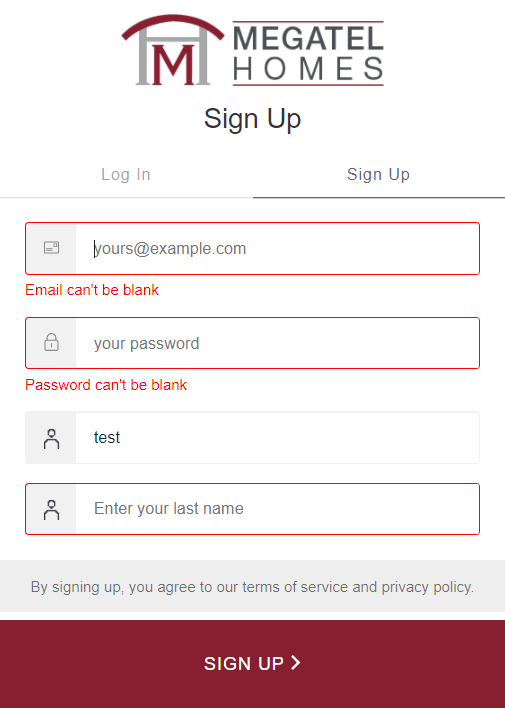 MEGATEL
HOMES
Sign Up
Log In
Sign Up
yours@example.com
Email can't be blank
your password
Password can't be blank
test
Enter your last name
By signing up, you agree to our terms of service and privacy policy.
SIGN UP